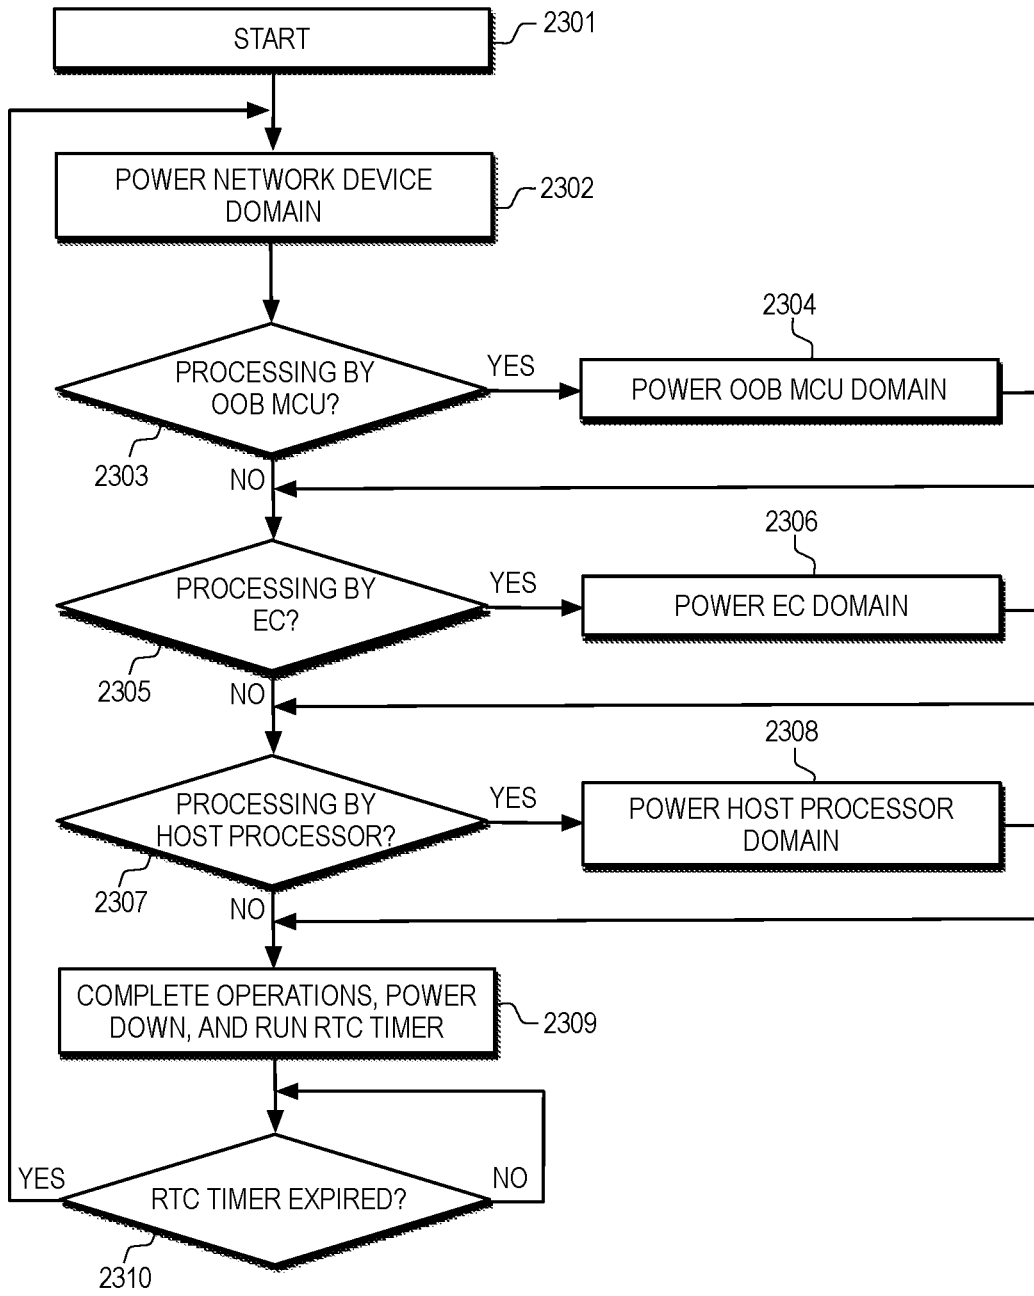 START
2301
POWER NETWORK DEVICE
DOMAIN
2302
2304
PROCESSING BY
OOB MCU?
YES
POWER OOB MCU DOMAIN
2303
NO
2306
PROCESSING BY
EC?
YES
POWER EC DOMAIN
2305
NO
2308
PROCESSING BY
HOST PROCESSOR?
YES
POWER HOST PROCESSOR
DOMAIN
2307
NO
COMPLETE OPERATIONS, POWER
DOWN, AND RUN RTC TIMER
2309
YES
RTC TIMER EXPIRED?
NO
2310